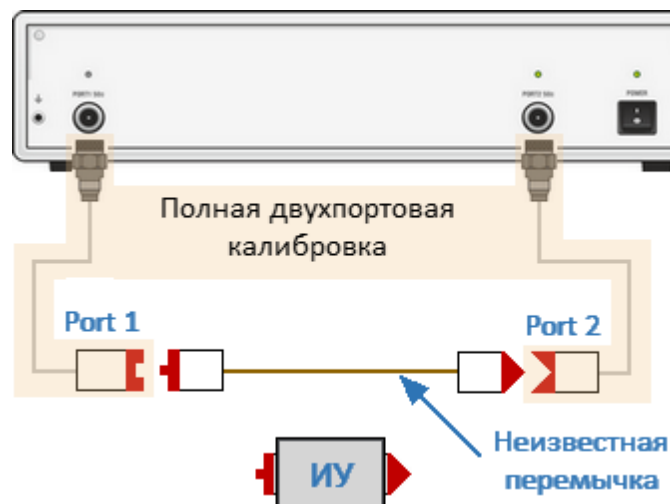 PORT1 50Ω
PORT2 50Ω
POWER
Полная двухпортовая
калибровка
Port 1
Port 2
Неизвестная
перемычка
ИУ